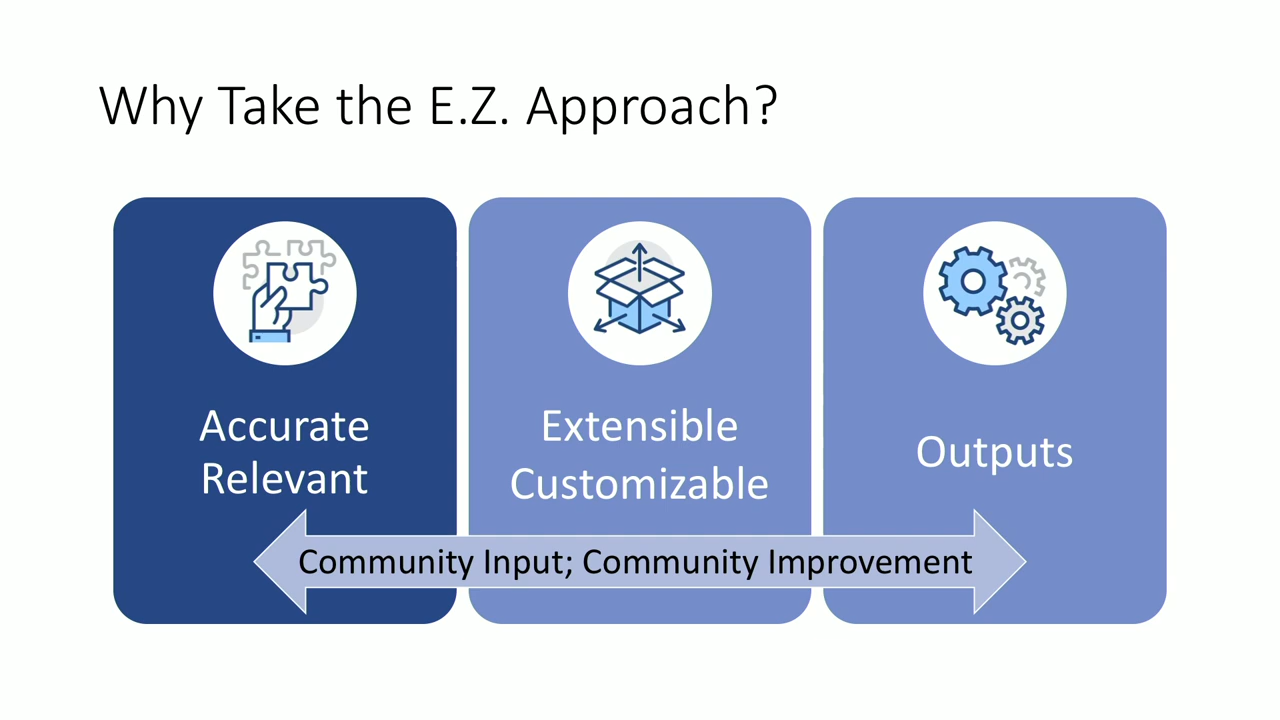 Why Take the E.Z. Approach?
Accurate
Relevant
Extensible
Customizable
Outputs
Community Input; Community Improvement